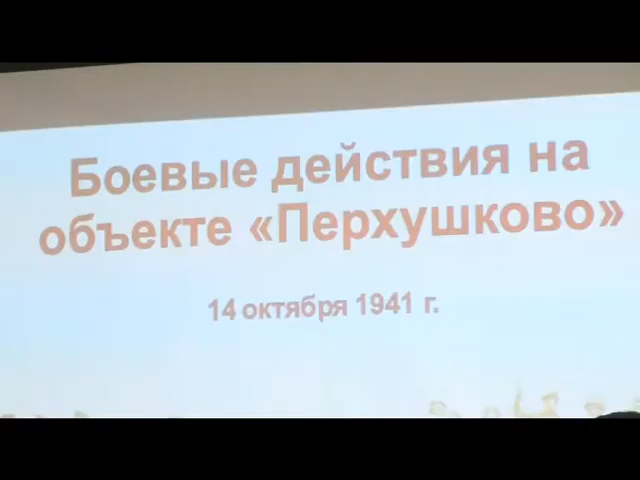 Боевые действия на
объекте «Перхушково»
14 октября 1941 г.